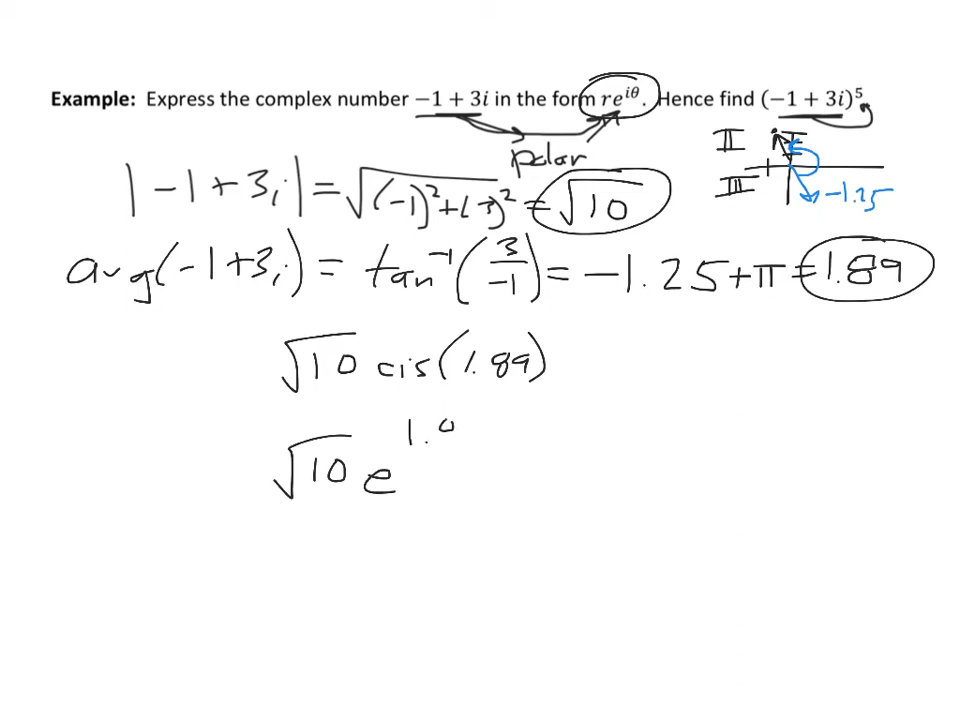 Example: Express the complex number −1 + 3i in the form re^{iθ}. Hence find (−1 + 3i)^5
polar
II
III
−1.25
|−1+3i| = √((−1)²+(3)²) = √10
arg(−1+3i) = tan⁻¹(3/−1) = −1.25+π = 1.89
√10 cis(1.89)
√10 e^{1.